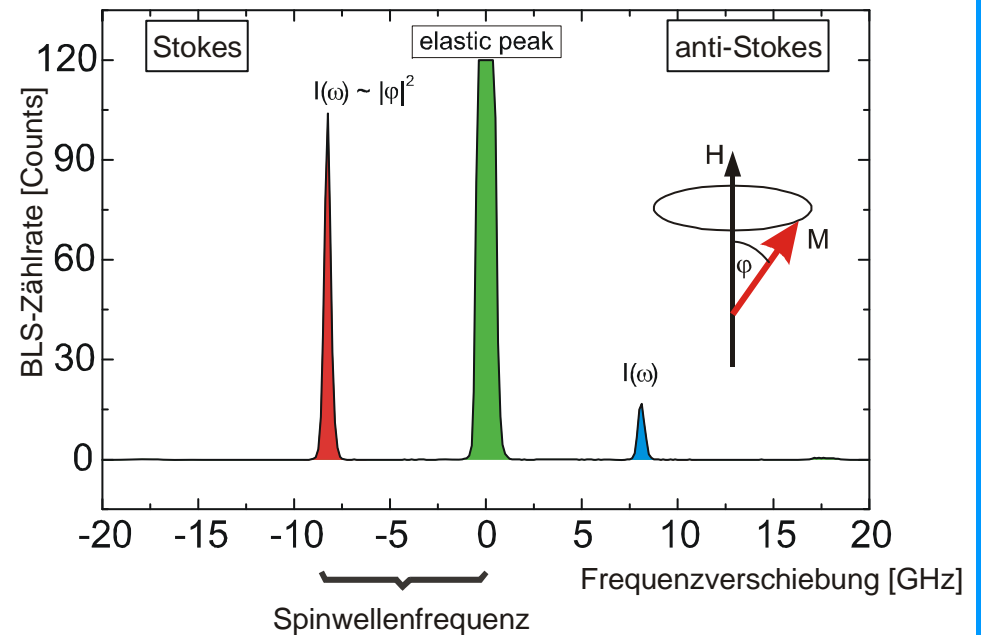 Stokes
elastic peak
anti-Stokes
I(ω) ~ |φ|²
BLS-Zählrate [Counts]
120
90
60
30
0
H
M
φ
I(ω)
-20 -15 -10 -5 0 5 10 15 20
Frequenzverschiebung [GHz]
Spinwellenfrequenz